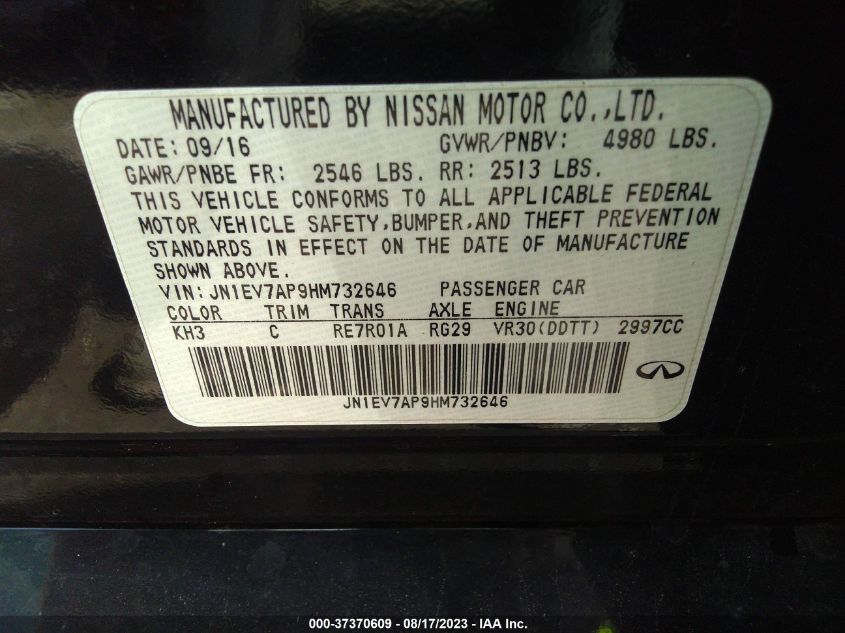 MANUFACTURED BY NISSAN MOTOR CO.,LTD.
DATE: 09/16 GVWR/PNBV: 4980 LBS.
GAWR/PNBE FR: 2546 LBS. RR: 2513 LBS.
THIS VEHICLE CONFORMS TO ALL APPLICABLE FEDERAL
MOTOR VEHICLE SAFETY,BUMPER,AND THEFT PREVENTION
STANDARDS IN EFFECT ON THE DATE OF MANUFACTURE
SHOWN ABOVE.
VIN:JN1EV7AP9HM732646 PASSENGER CAR
COLOR TRIM TRANS AXLE ENGINE
KH3 C RE7R01A RG29 VR30(DDTT) 2997CC
JN1EV7AP9HM732646
000-37370609 - 08/17/2023 - IAA Inc.